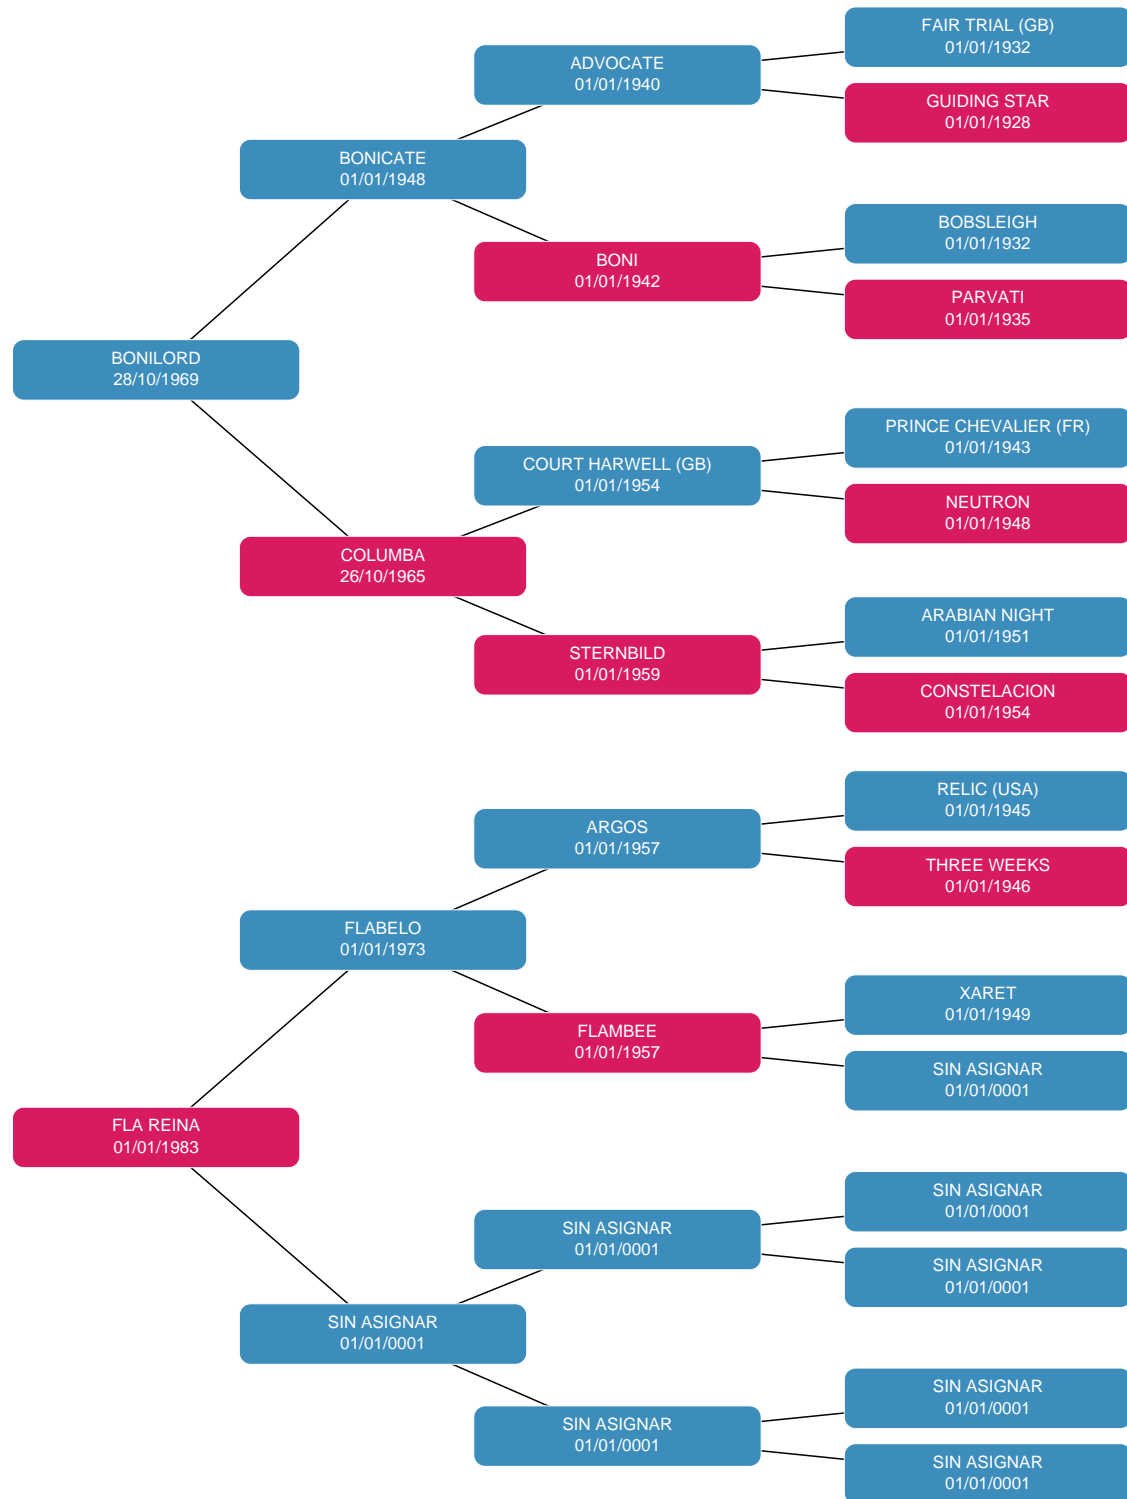 FAIR TRIAL (GB)
01/01/1932
ADVOCATE
01/01/1940
GUIDING STAR
01/01/1928
BONICATE
01/01/1948
BOBSLEIGH
01/01/1932
BONI
01/01/1942
PARVATI
01/01/1935
BONILORD
28/10/1969
PRINCE CHEVALIER (FR)
01/01/1943
COURT HARWELL (GB)
01/01/1954
NEUTRON
01/01/1948
COLUMBA
26/10/1965
ARABIAN NIGHT
01/01/1951
STERNBILD
01/01/1959
CONSTELACION
01/01/1954
RELIC (USA)
01/01/1945
ARGOS
01/01/1957
THREE WEEKS
01/01/1946
FLABELO
01/01/1973
XARET
01/01/1949
FLAMBEE
01/01/1957
SIN ASIGNAR
01/01/0001
FLA REINA
01/01/1983
SIN ASIGNAR
01/01/0001
SIN ASIGNAR
01/01/0001
SIN ASIGNAR
01/01/0001
SIN ASIGNAR
01/01/0001
SIN ASIGNAR
01/01/0001
SIN ASIGNAR
01/01/0001
SIN ASIGNAR
01/01/0001